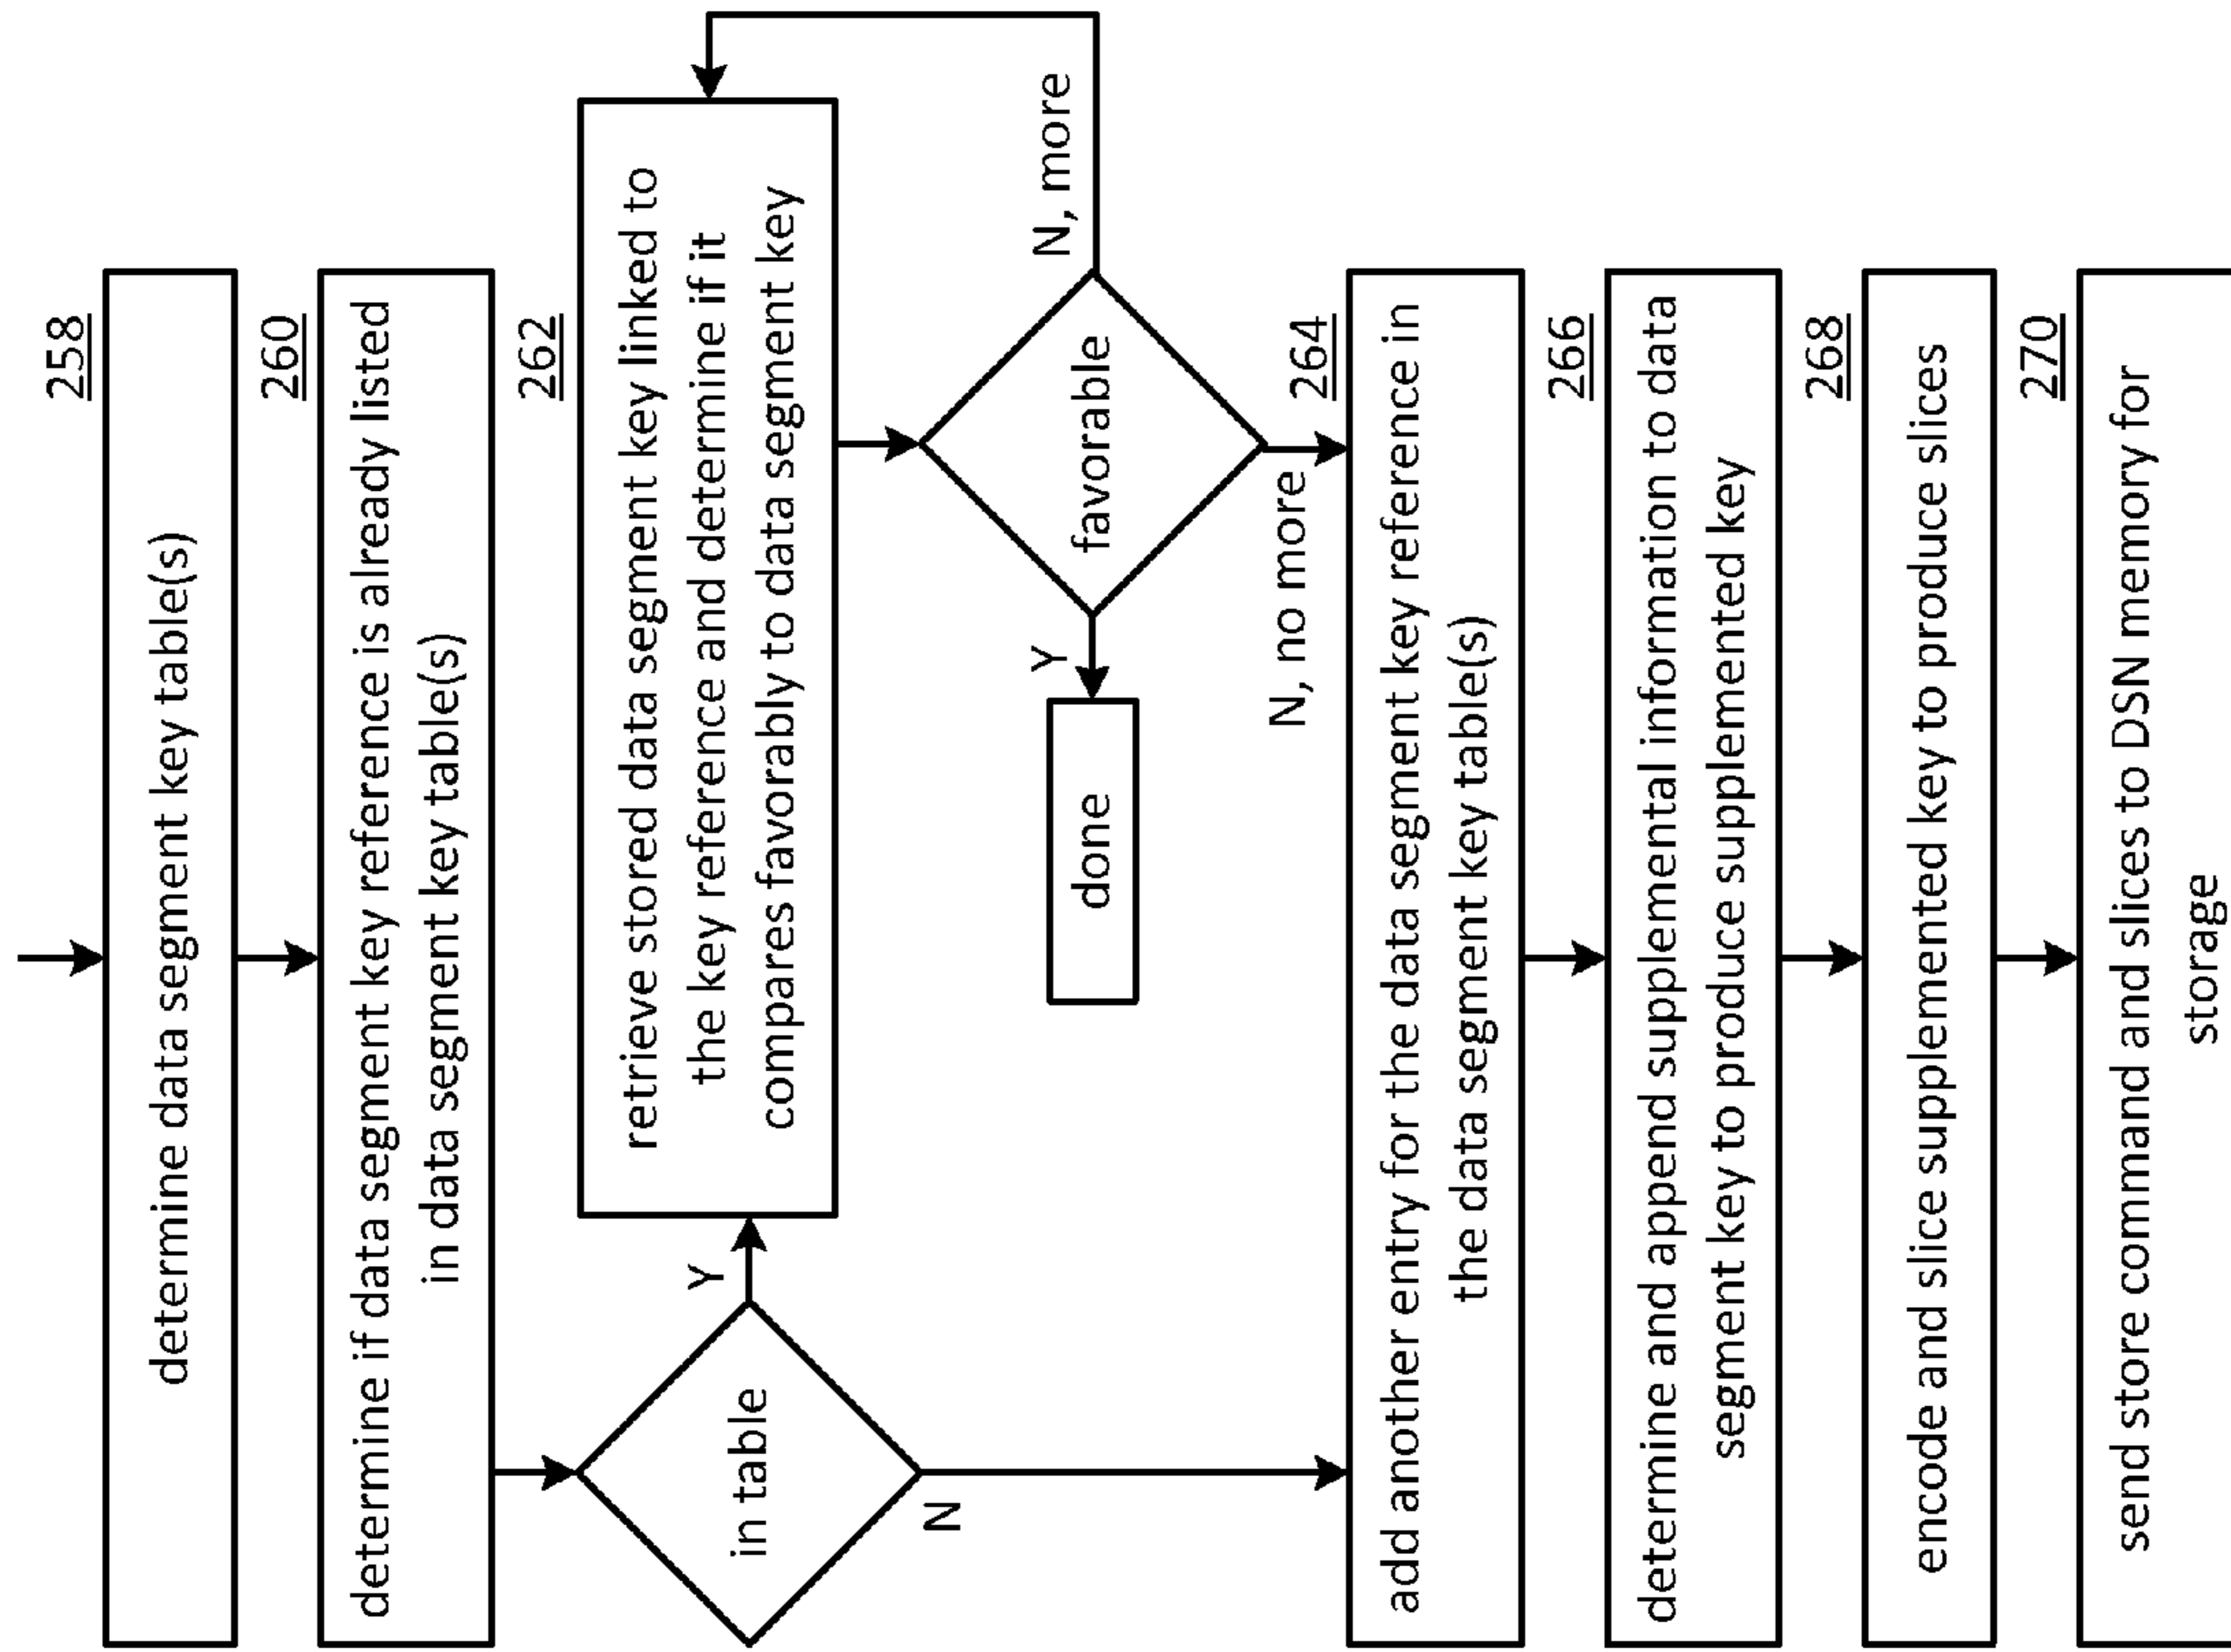 258
determine data segment key table(s)
260
determine if data segment key reference is already listed
in data segment key table(s)
in table
Y
N
262
retrieve stored data segment key linked to
the key reference and determine if it
compares favorably to data segment key
favorable
N, more
Y
done
N, no more
264
add another entry for the data segment key reference in
the data segment key table(s)
266
determine and append supplemental information to data
segment key to produce supplemented key
268
encode and slice supplemented key to produce slices
270
send store command and slices to DSN memory for
storage